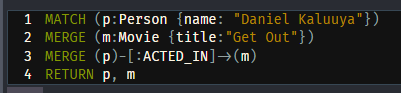 1 MATCH (p:Person {name: "Daniel Kaluuya"})
2 MERGE (m:Movie {title:"Get Out"})
3 MERGE (p)-[:ACTED_IN]->(m)
4 RETURN p, m